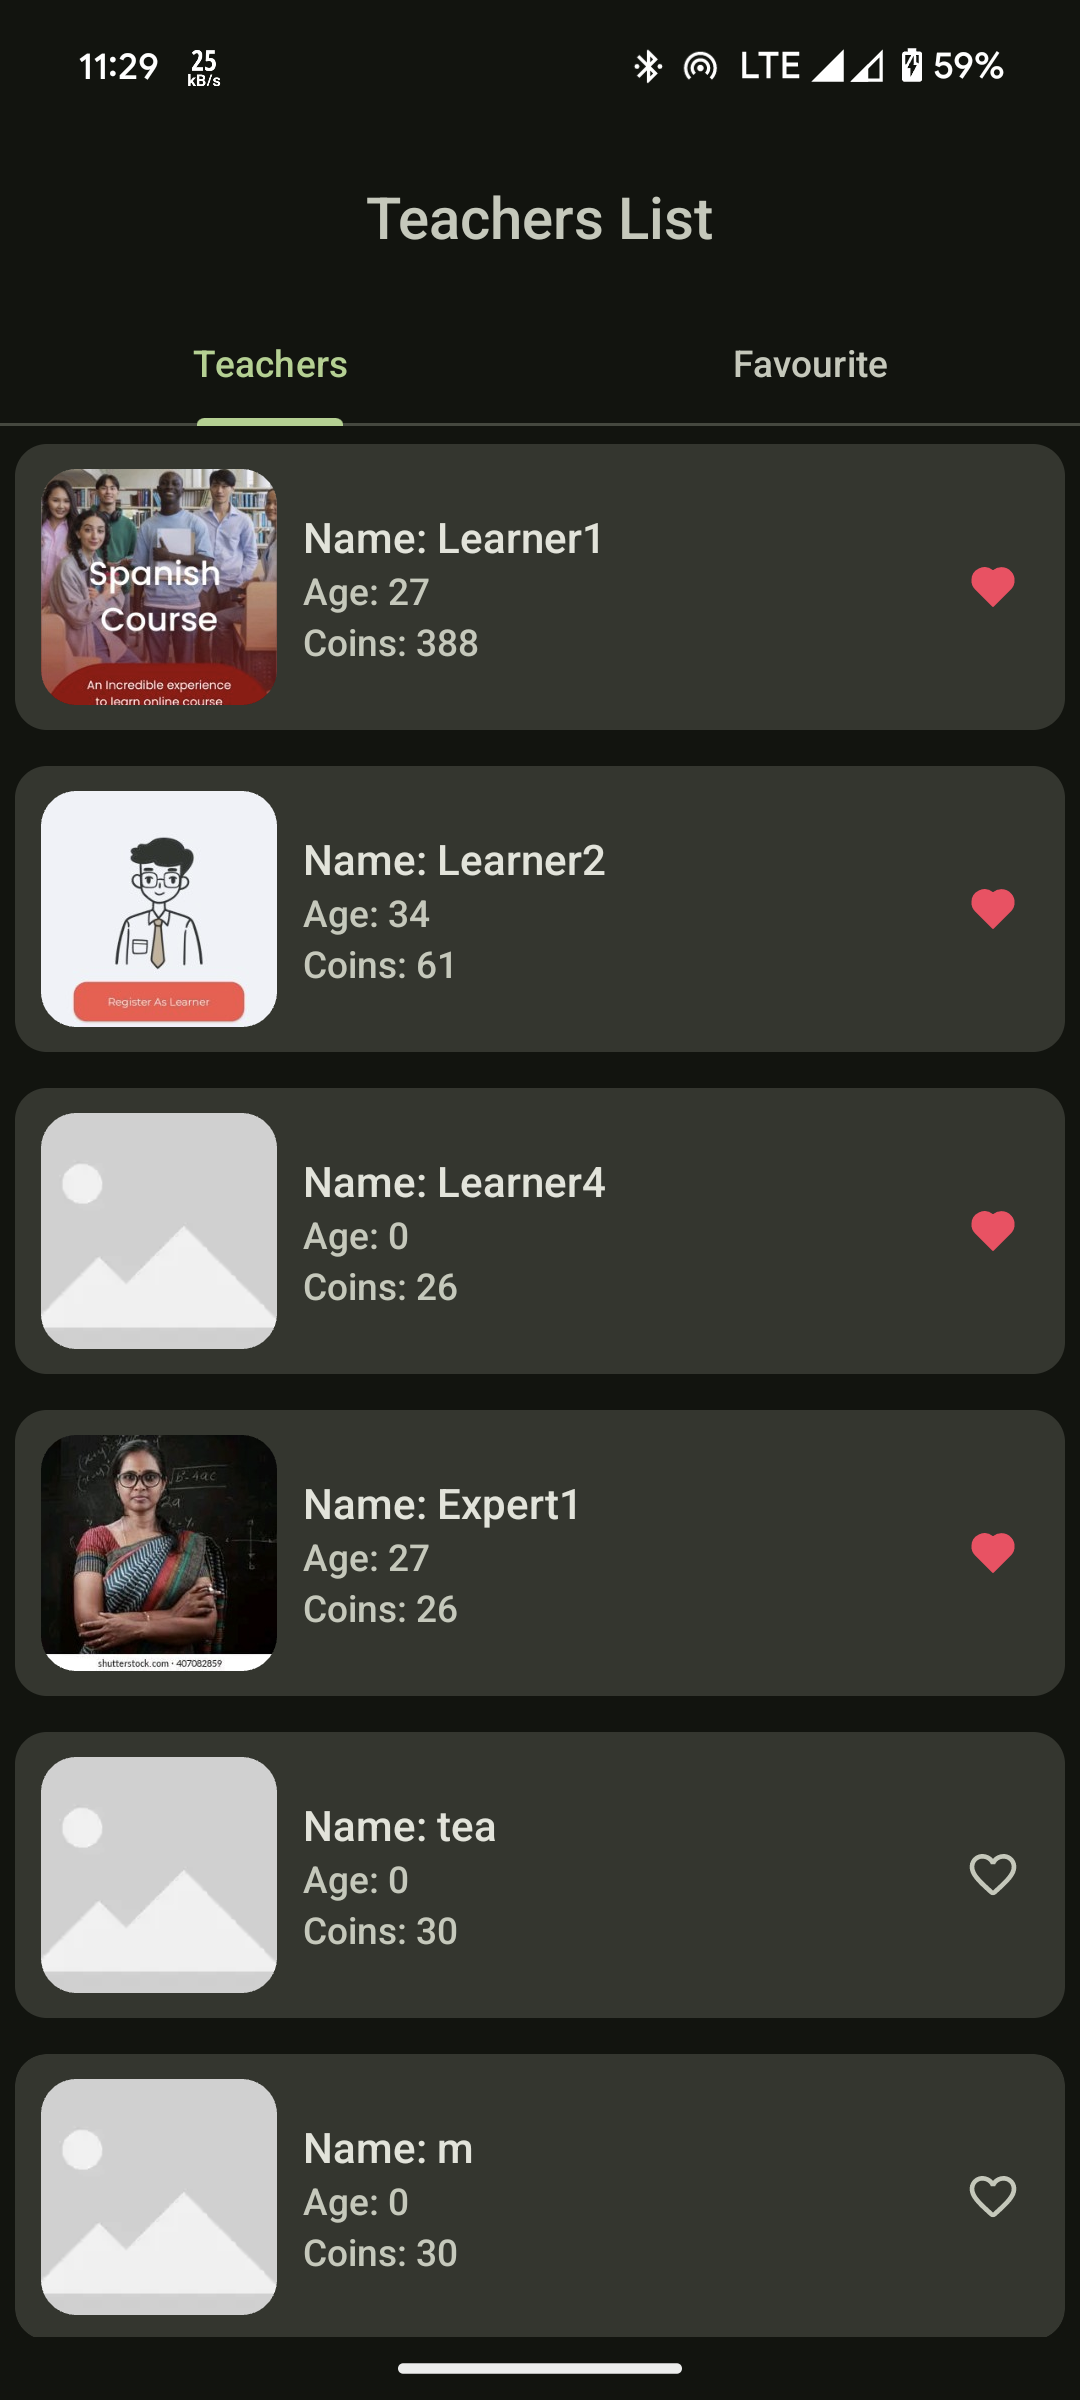 11:29 25 kB/s LTE 59%
Teachers List
Teachers Favourite
Spanish
Course
An Incredible experience
to learn online course
Name: Learner1
Age: 27
Coins: 388
Register As Learner
Name: Learner2
Age: 34
Coins: 61
Name: Learner4
Age: 0
Coins: 26
shutterstock.com · 407082859
Name: Expert1
Age: 27
Coins: 26
Name: tea
Age: 0
Coins: 30
Name: m
Age: 0
Coins: 30